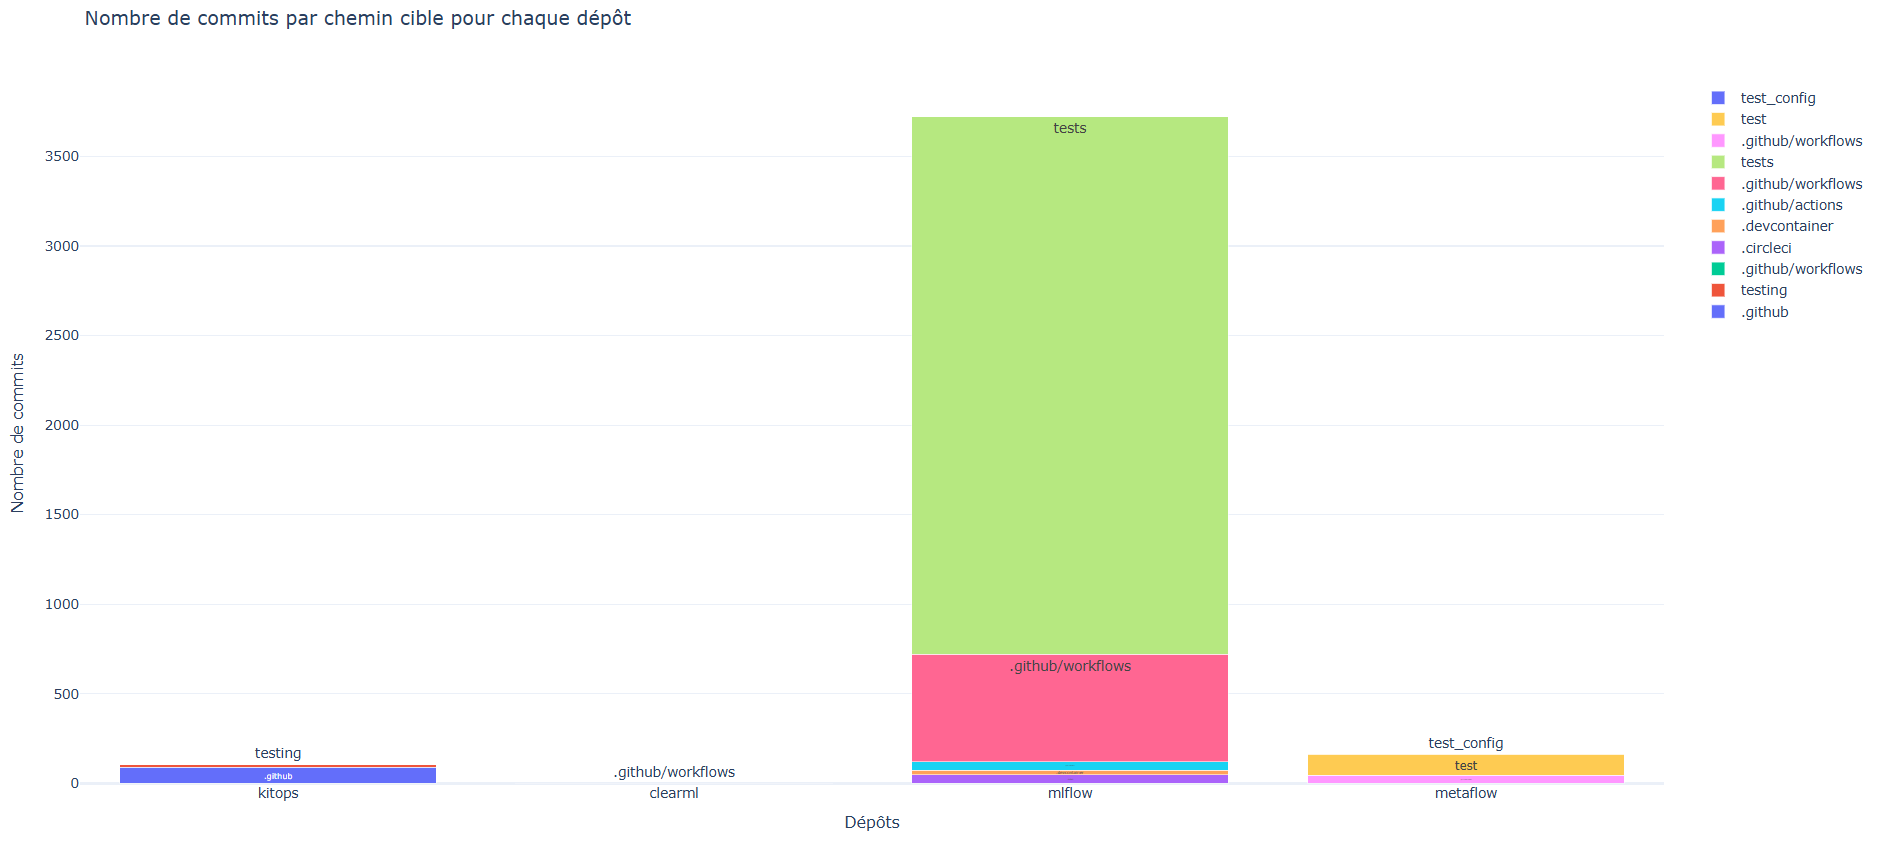 Nombre de commits par chemin cible pour chaque dépôt
test_config
test
.github/workflows
tests
.github/workflows
.github/actions
.devcontainer
.circleci
.github/workflows
testing
.github
Nombre de commits
3500
3000
2500
2000
1500
1000
500
0
tests
.github/workflows
testing
.github
.github/workflows
test_config
test
kitops
clearml
mlflow
metaflow
Dépôts